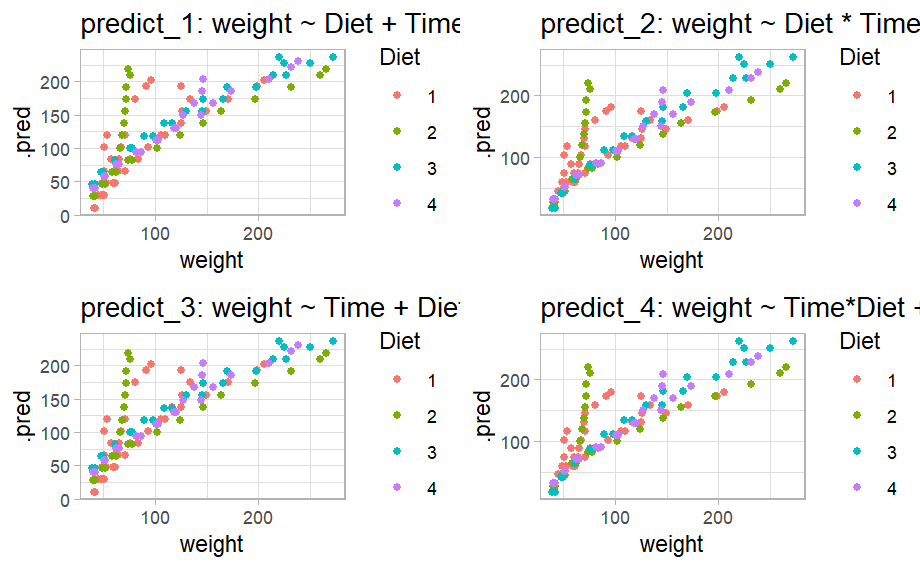 predict_1: weight ~ Diet + Time
200
150
100
50
0
.pred
100 200
weight
Diet
1
2
3
4
predict_2: weight ~ Diet * Time
200
100
.pred
100 200
weight
Diet
1
2
3
4
predict_3: weight ~ Time + Diet
200
150
100
50
0
.pred
100 200
weight
Diet
1
2
3
4
predict_4: weight ~ Time*Diet +
200
100
.pred
100 200
weight
Diet
1
2
3
4